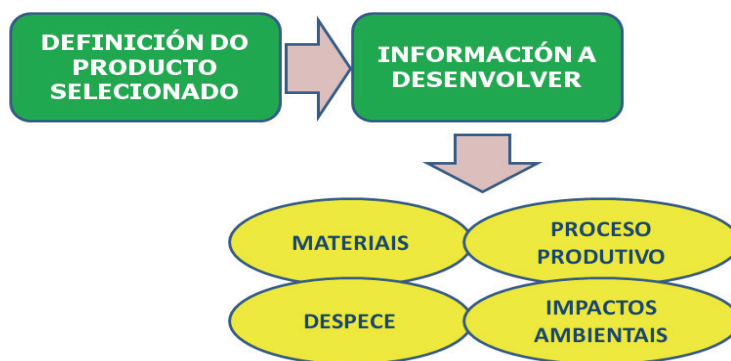 DEFINICIÓN DO
PRODUCTO
SELECIONADO
INFORMACIÓN A
DESENVOLVER
MATERIAIS
PROCESO
PRODUTIVO
DESPECE
IMPACTOS
AMBIENTAIS